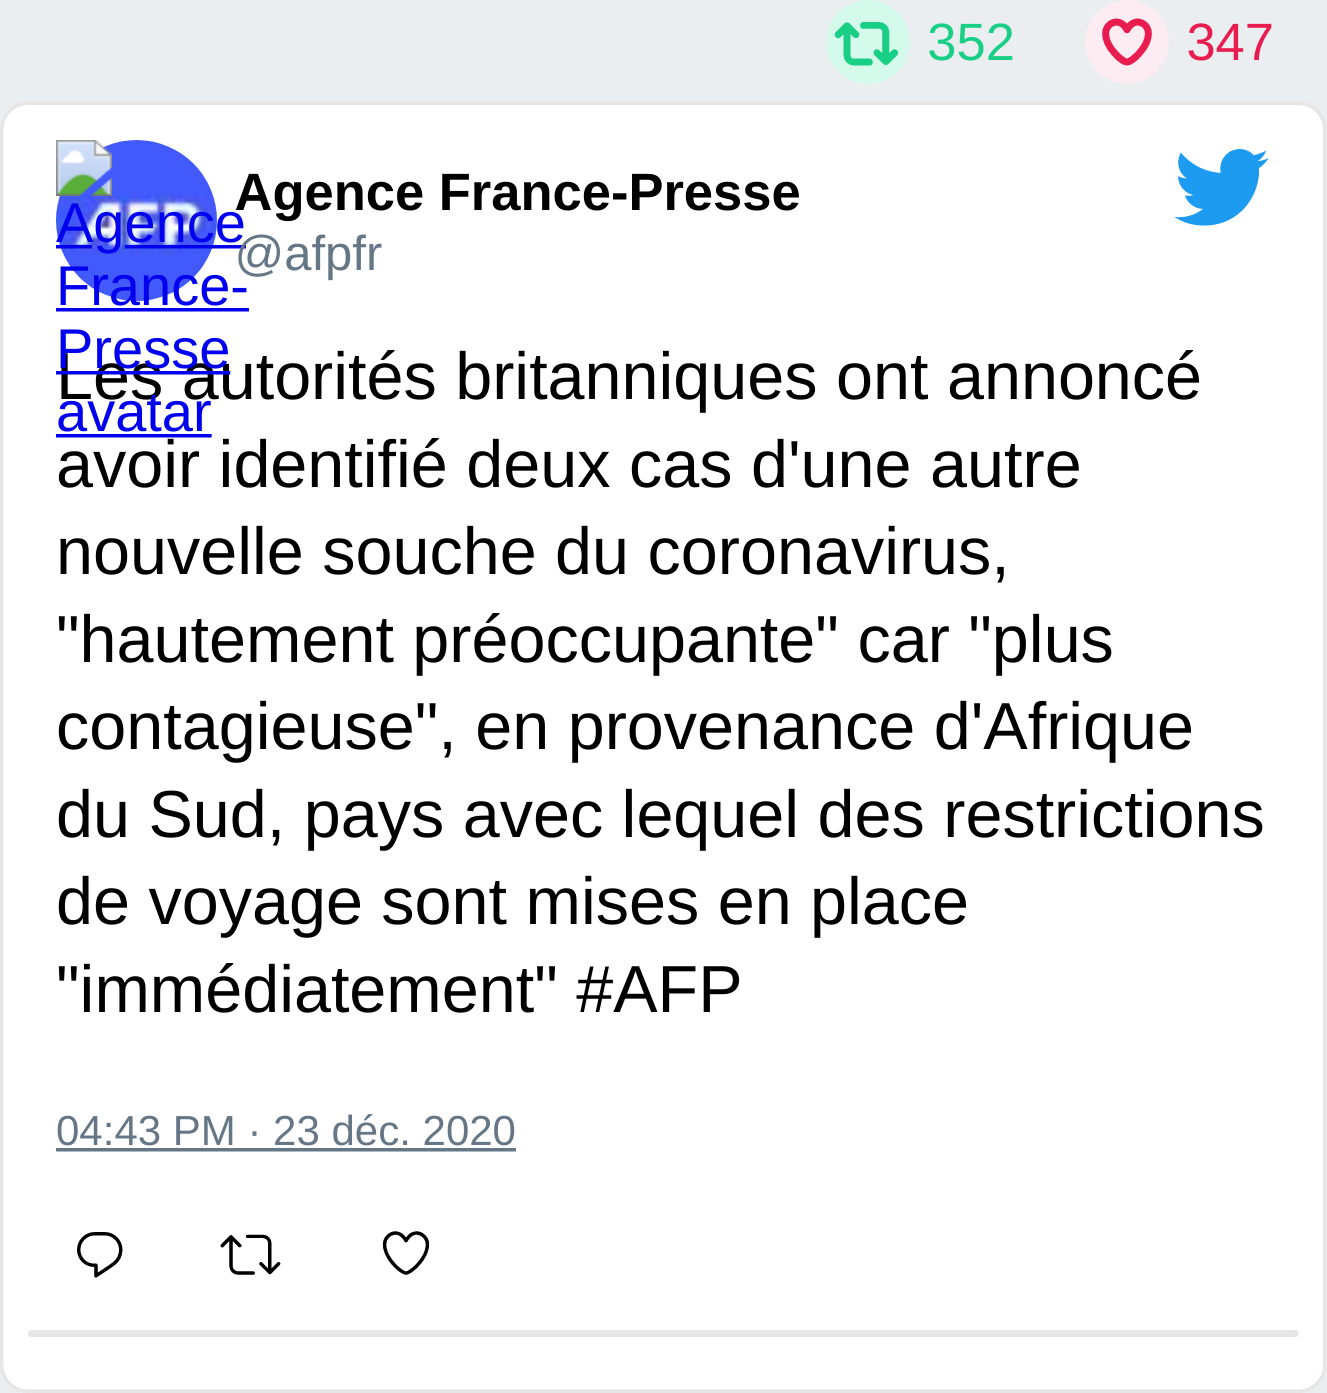 352 347
Agence France-Presse
@afpfr
Agence
France-
Presse
avatar
Les autorités britanniques ont annoncé
avoir identifié deux cas d'une autre
nouvelle souche du coronavirus,
"hautement préoccupante" car "plus
contagieuse", en provenance d'Afrique
du Sud, pays avec lequel des restrictions
de voyage sont mises en place
"immédiatement" #AFP
04:43 PM · 23 déc. 2020